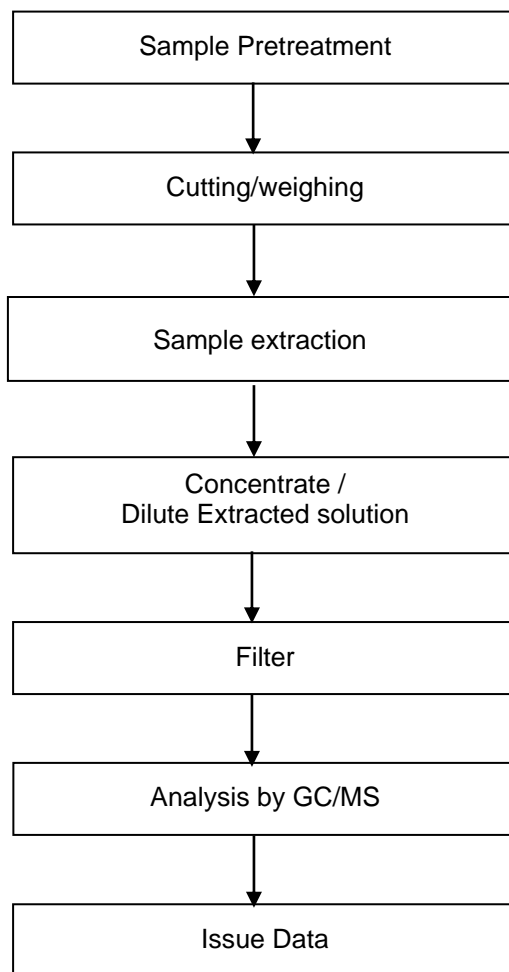 Sample Pretreatment
Cutting/weighing
Sample extraction
Concentrate /
Dilute Extracted solution
Filter
Analysis by GC/MS
Issue Data